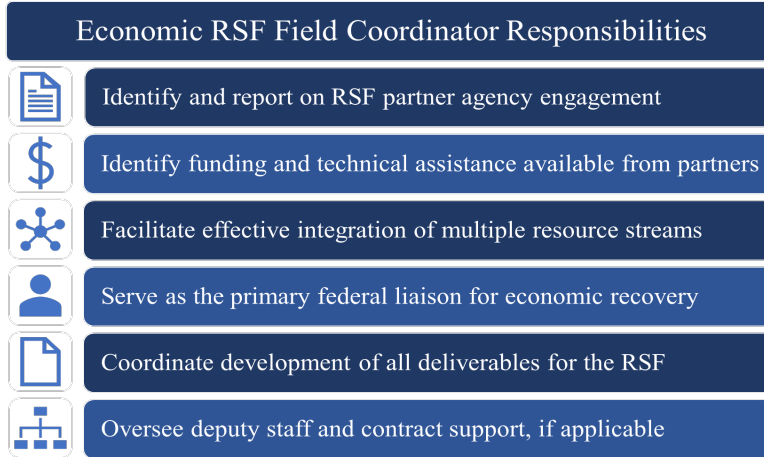 Economic RSF Field Coordinator Responsibilities
Identify and report on RSF partner agency engagement
Identify funding and technical assistance available from partners
Facilitate effective integration of multiple resource streams
Serve as the primary federal liaison for economic recovery
Coordinate development of all deliverables for the RSF
Oversee deputy staff and contract support, if applicable